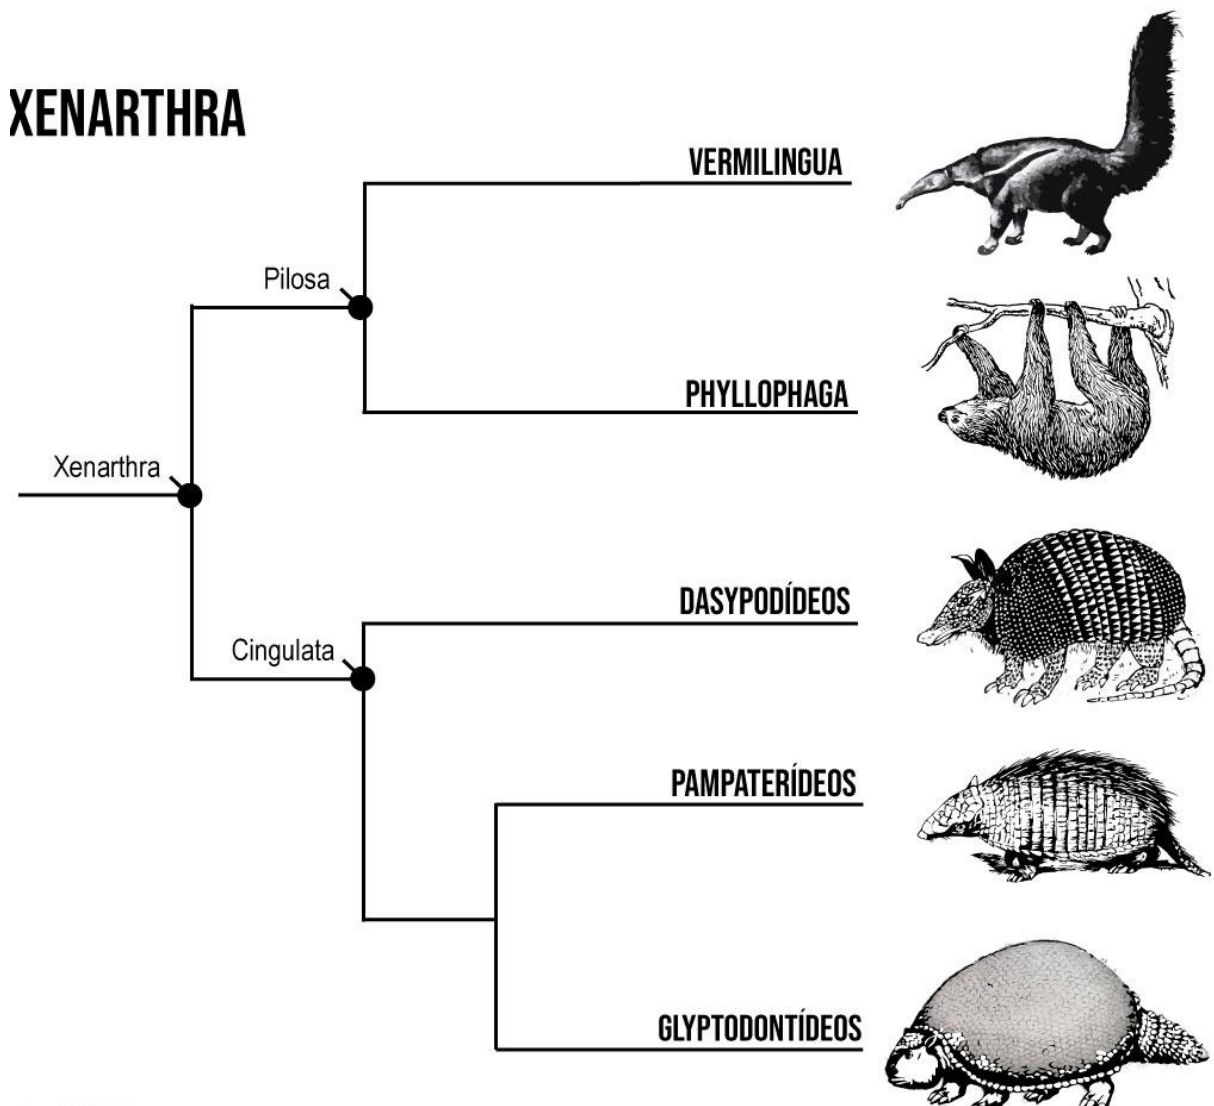 XENARTHRA
VERMILINGUA
Pilosa
PHYLLOPHAGA
Xenarthra
DASYPODÍDEOS
Cingulata
PAMPATERÍDEOS
GLYPTODONTÍDEOS